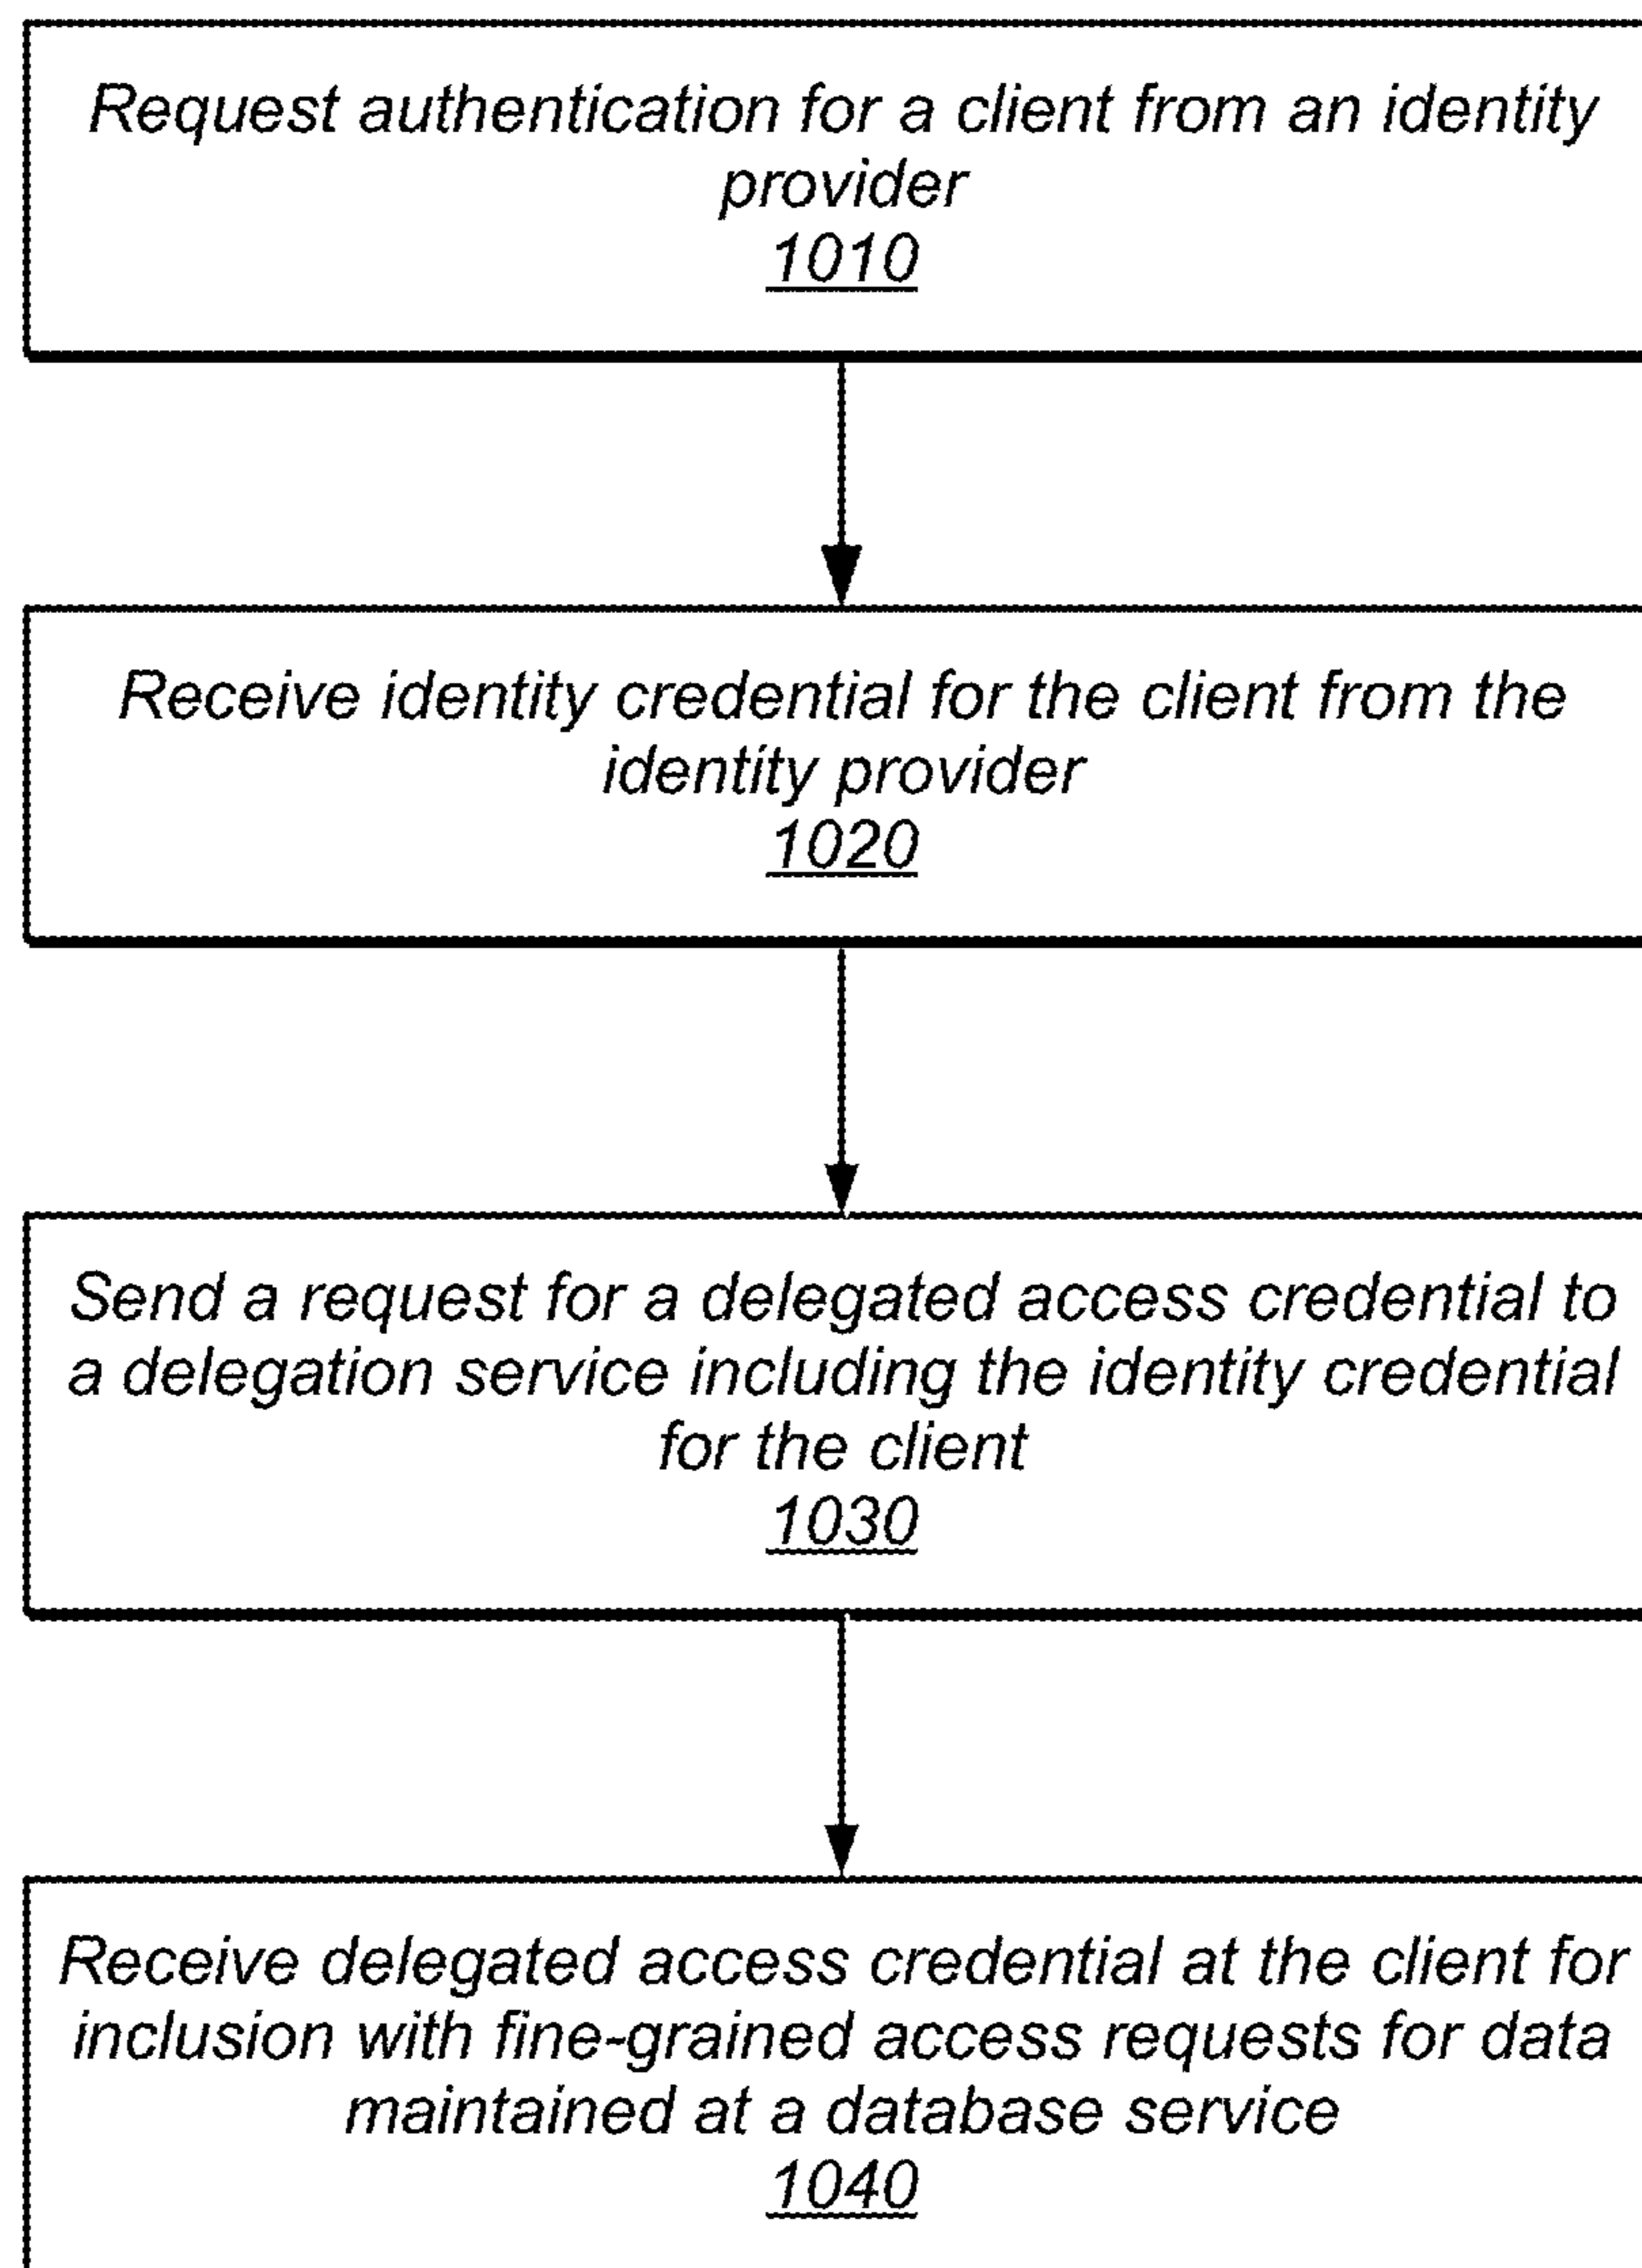 Request authentication for a client from an identity
provider
1010
Receive identity credential for the client from the
identity provider
1020
Send a request for a delegated access credential to
a delegation service including the identity credential
for the client
1030
Receive delegated access credential at the client for
inclusion with fine-grained access requests for data
maintained at a database service
1040